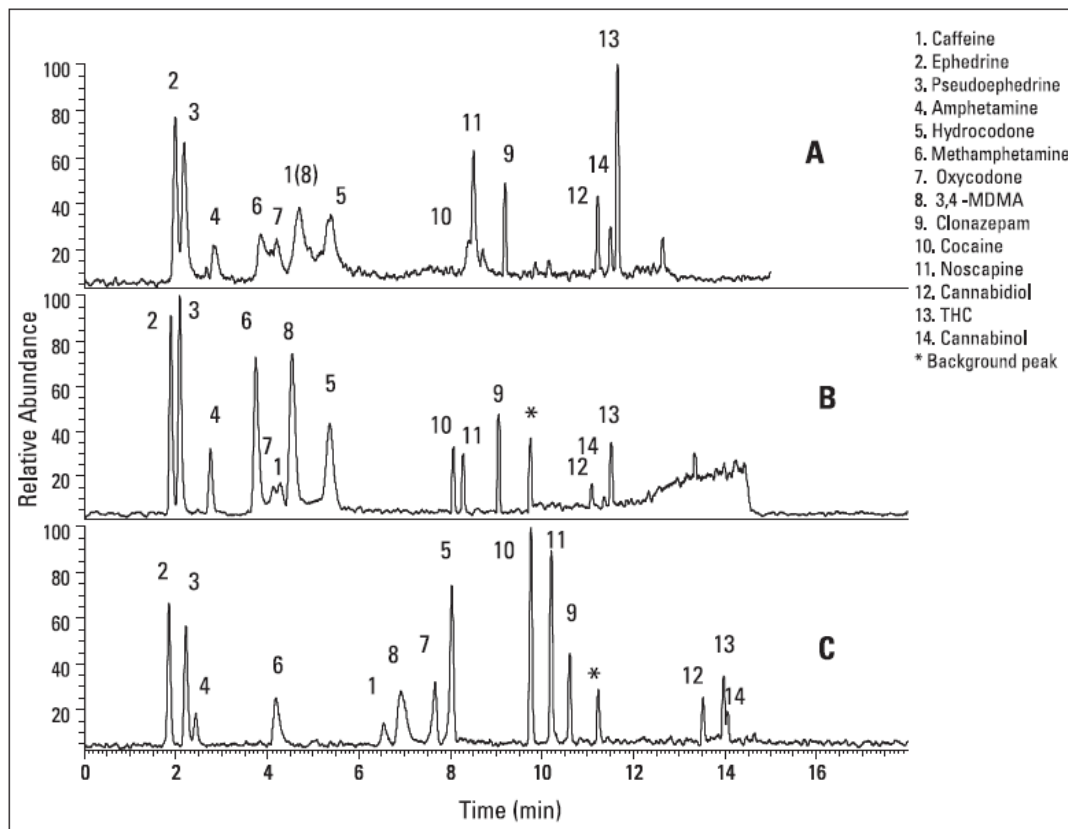 1. Caffeine
2. Ephedrine
3. Pseudoephedrine
4. Amphetamine
5. Hydrocodone
6. Methamphetamine
7. Oxycodone
8. 3,4 -MDMA
9. Clonazepam
10. Cocaine
11. Noscapine
12. Cannabidiol
13. THC
14. Cannabinol
* Background peak
Relative Abundance
100
80
60
40
20
0
2
3
4
6
7
1(8)
5
10
11
9
12
14
13
A
100
80
60
40
20
0
2
3
4
6
7
1
8
5
10
11
9
*
12
14
13
B
100
80
60
40
20
2
3
4
6
1
8
7
5
10
11
9
*
12
13
14
C
0 2 4 6 8 10 12 14 16
Time (min)